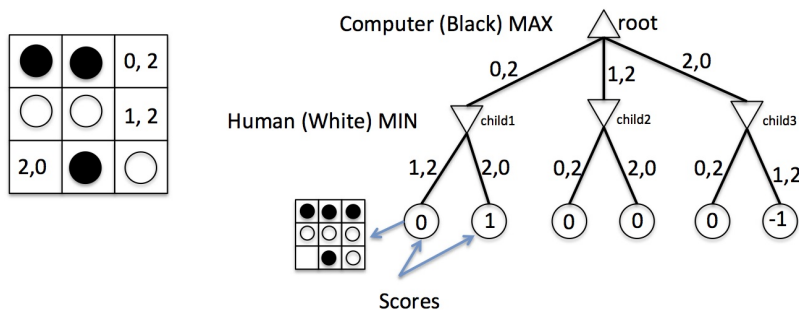 Computer (Black) MAX root
0, 2
1, 2
2,0
0,2 1,2 2,0
Human (White) MIN child1 child2 child3
1,2 2,0 0,2 2,0 0,2 1,2
0 1 0 0 0 -1
Scores